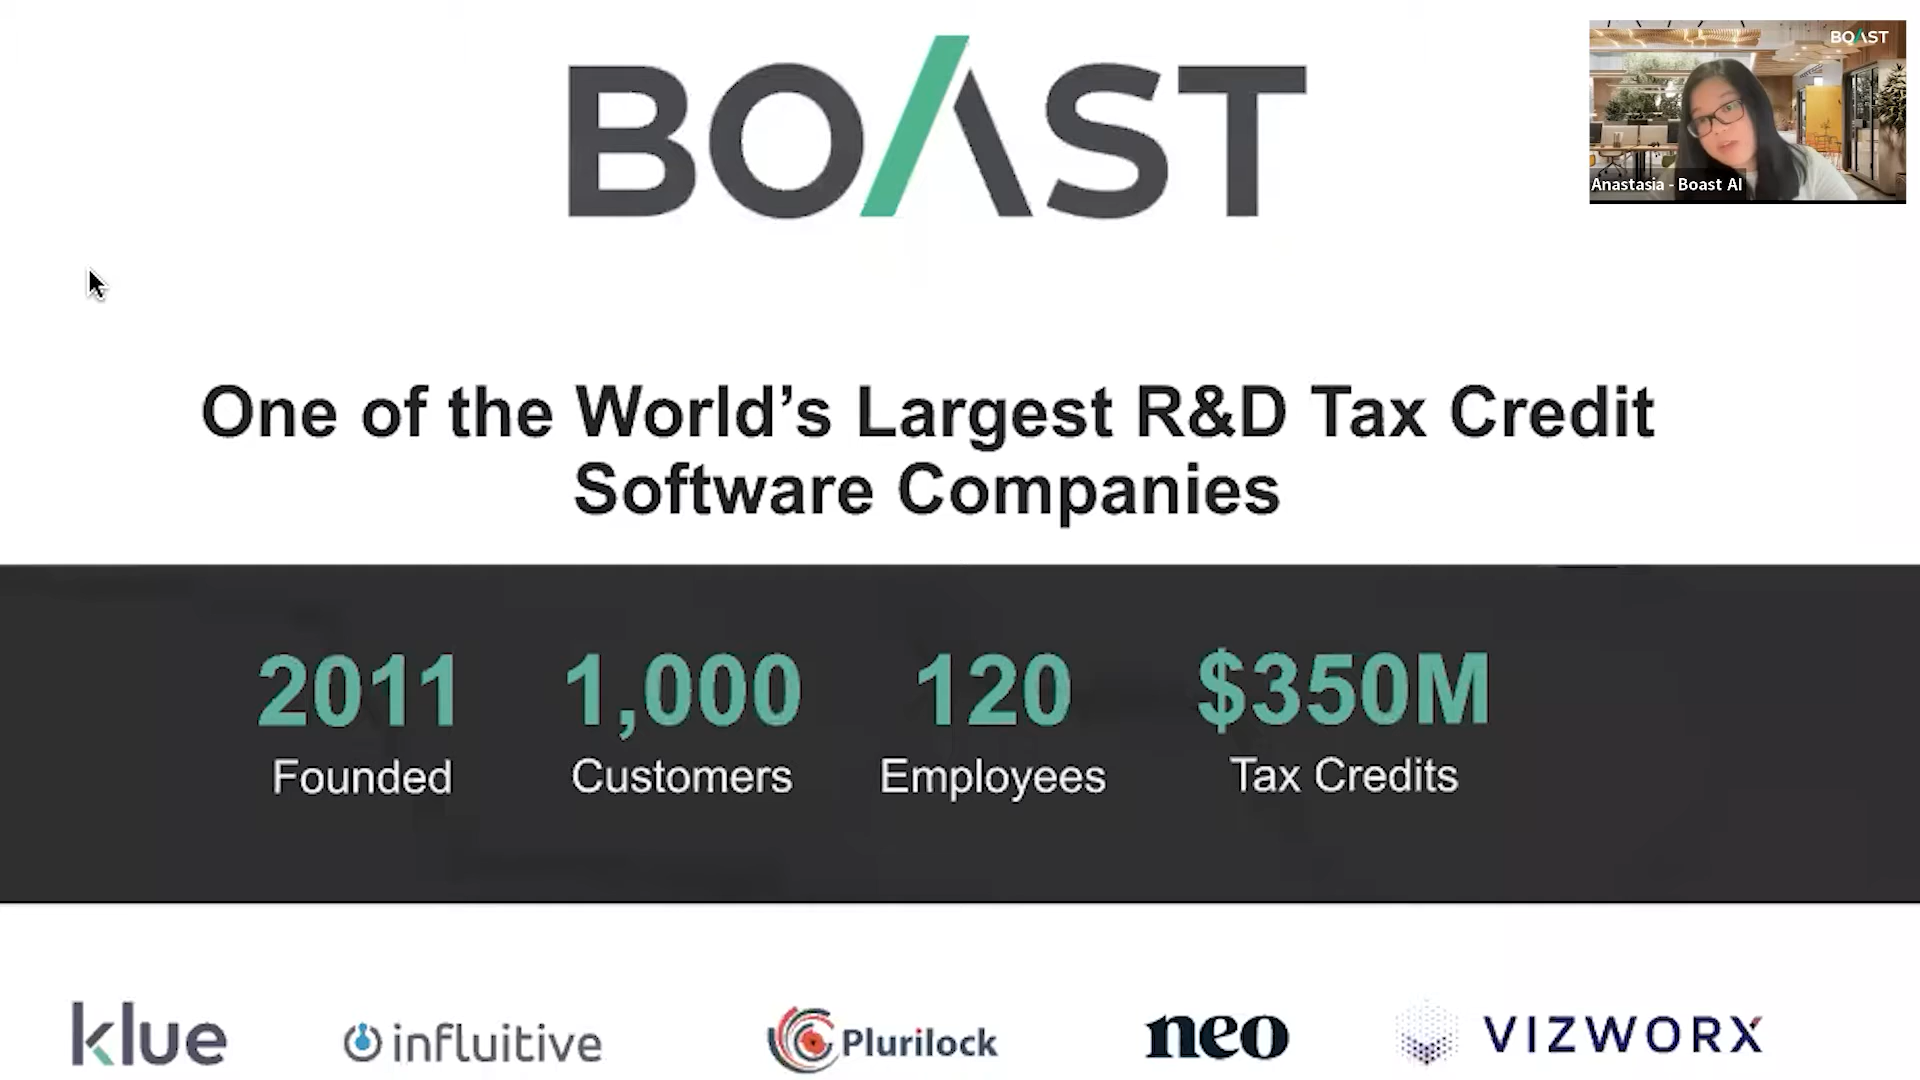 BOAST
BOAST
Anastasia - Boast AI
One of the World’s Largest R&D Tax Credit
Software Companies
2011 1,000 120 $350M
Founded Customers Employees Tax Credits
klue influitive Plurilock neo VIZWORX